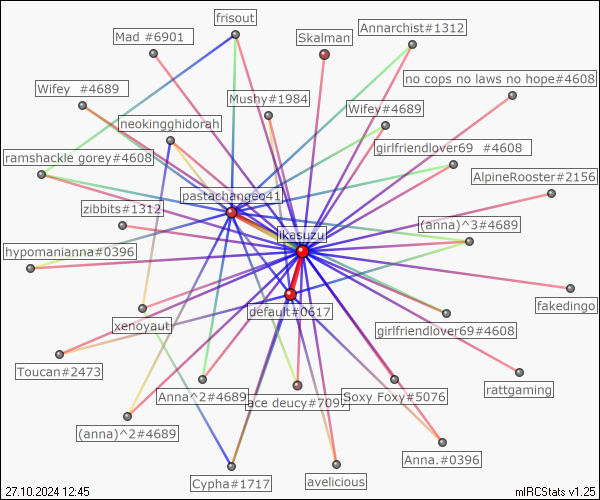 frisout
Annarchist#1312
Mad #6901
Skalman
no cops no laws no hope#4608
Wifey #4689
Mushy#1984
Wifey#4689
neokingghidorah
girlfriendlover69 #4608
ramshackle gorey#4608
AlpineRooster#2156
pastachangeo41
zibbits#1312
(anna)^3#4689
ikasuzu
hypomanianna#0396
fakedingo
default#0617
xenoyauti
girlfriendlover69#4608
Toucan#2473
rattgaming
Anna^2#4689
ace deucy#7097
Soxy Foxy#5076
(anna)^2#4689
Anna.#0396
Cypha#1717
avelicious
27.10.2024 12:45
mIRCStats v1.25